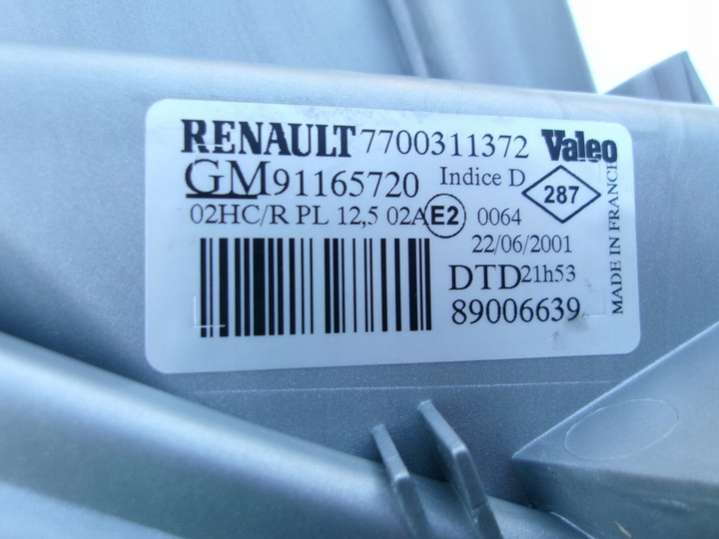 RENAULT 7700311372 Valeo
GM 91165720 Indice D 287
02HC/R PL 12,5 02A E2 0064
22/06/2001
DTD 21h53
89006639
MADE IN FRANCE